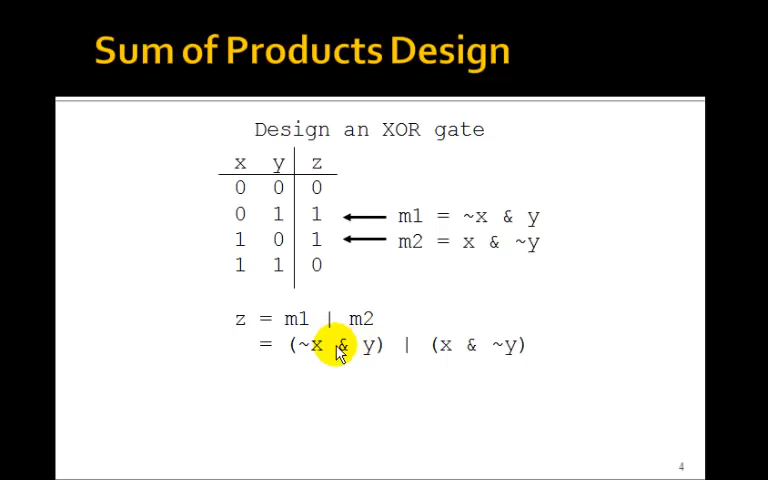 Sum of Products Design
Design an XOR gate
x y z
0 0 0
0 1 1 m1 = ~x & y
1 0 1 m2 = x & ~y
1 1 0
z = m1 | m2
= (~x & y) | (x & ~y)
4